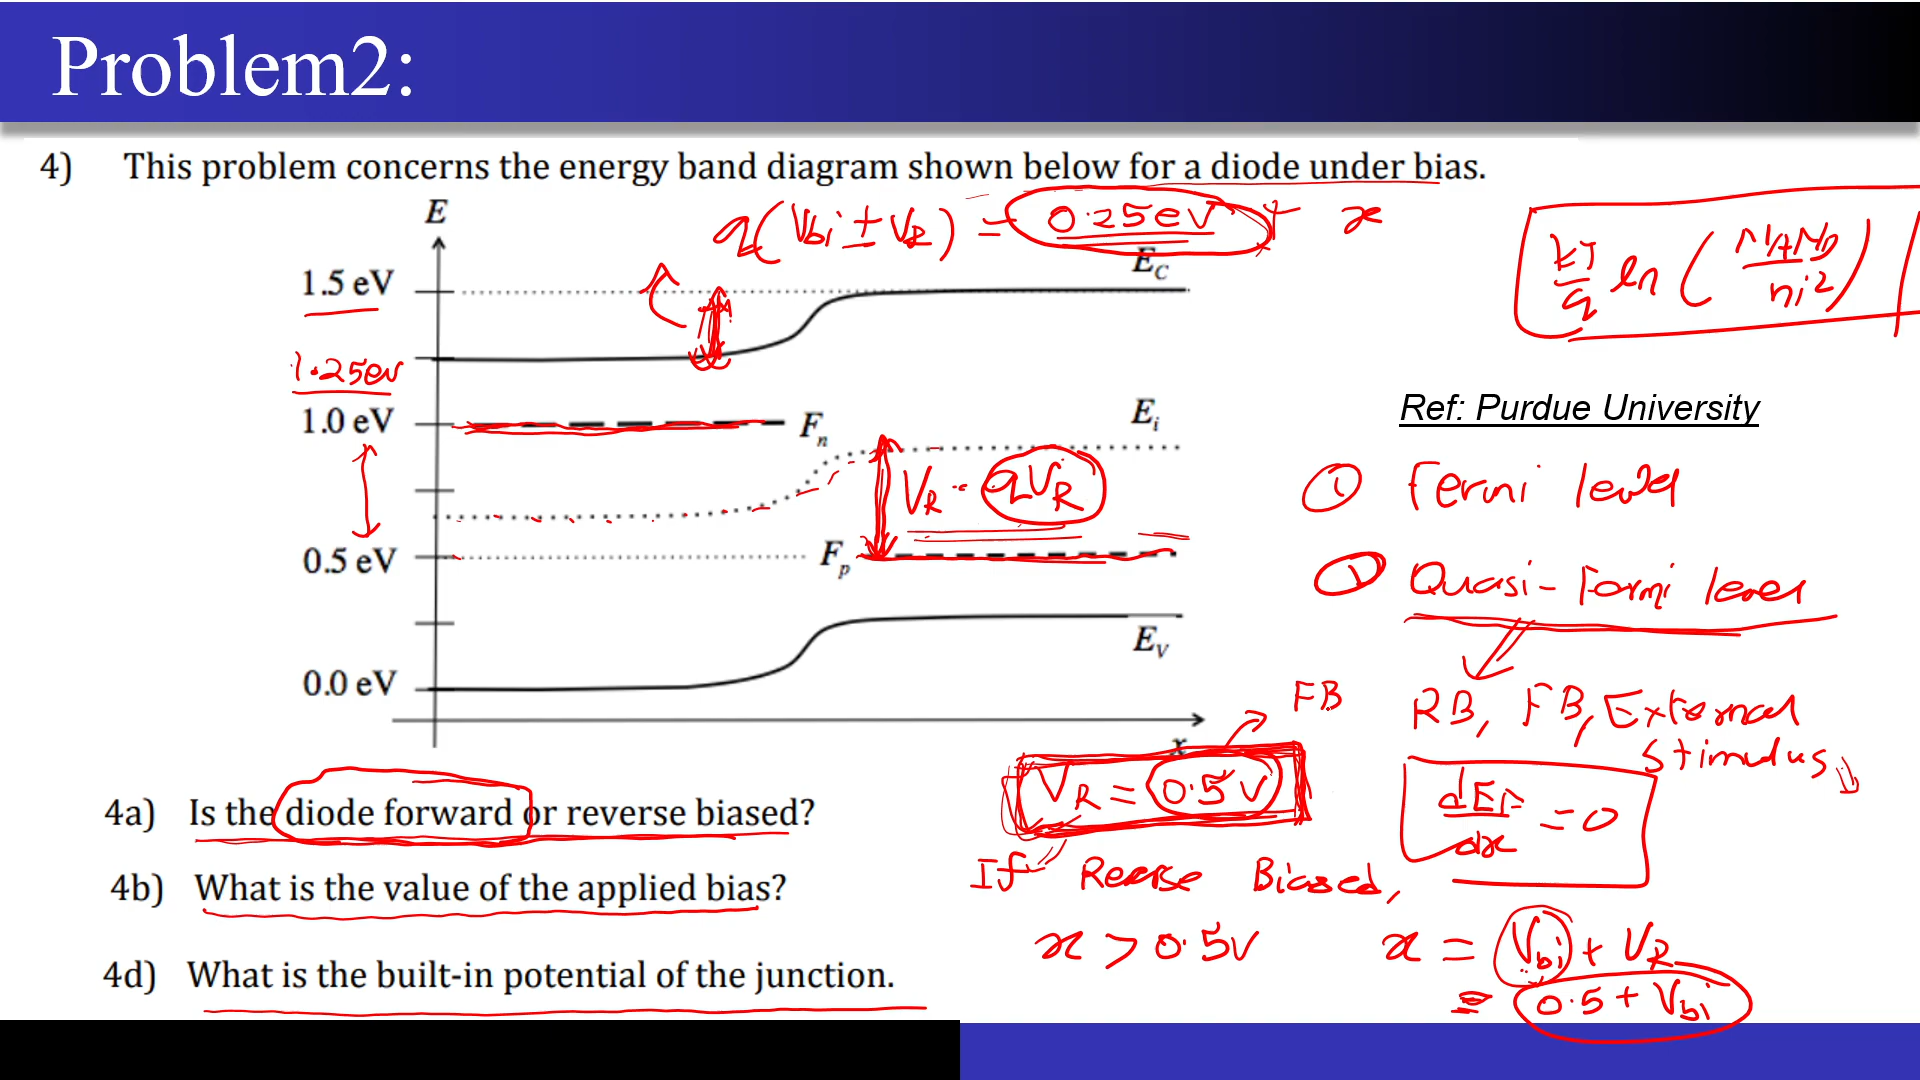 Problem2:
4) This problem concerns the energy band diagram shown below for a diode under bias.
E
q(Vbi ± VR) = 0.25eV x
EC
1.5 eV
1.25eV
1.0 eV
Fn
Ei
VR - qVR
0.5 eV
Fp
EV
0.0 eV
x
kT/q ln (NAND/ni²)
Ref: Purdue University
① Fermi level
① Quasi-Fermi level
RB, FB, External
stimulus
FB
VR = 0.5V
dEF/dx = 0
4a) Is the diode forward or reverse biased?
If Reverse Biased,
4b) What is the value of the applied bias?
x > 0.5V
x = Vbi + VR
= 0.5 + Vbi
4d) What is the built-in potential of the junction.